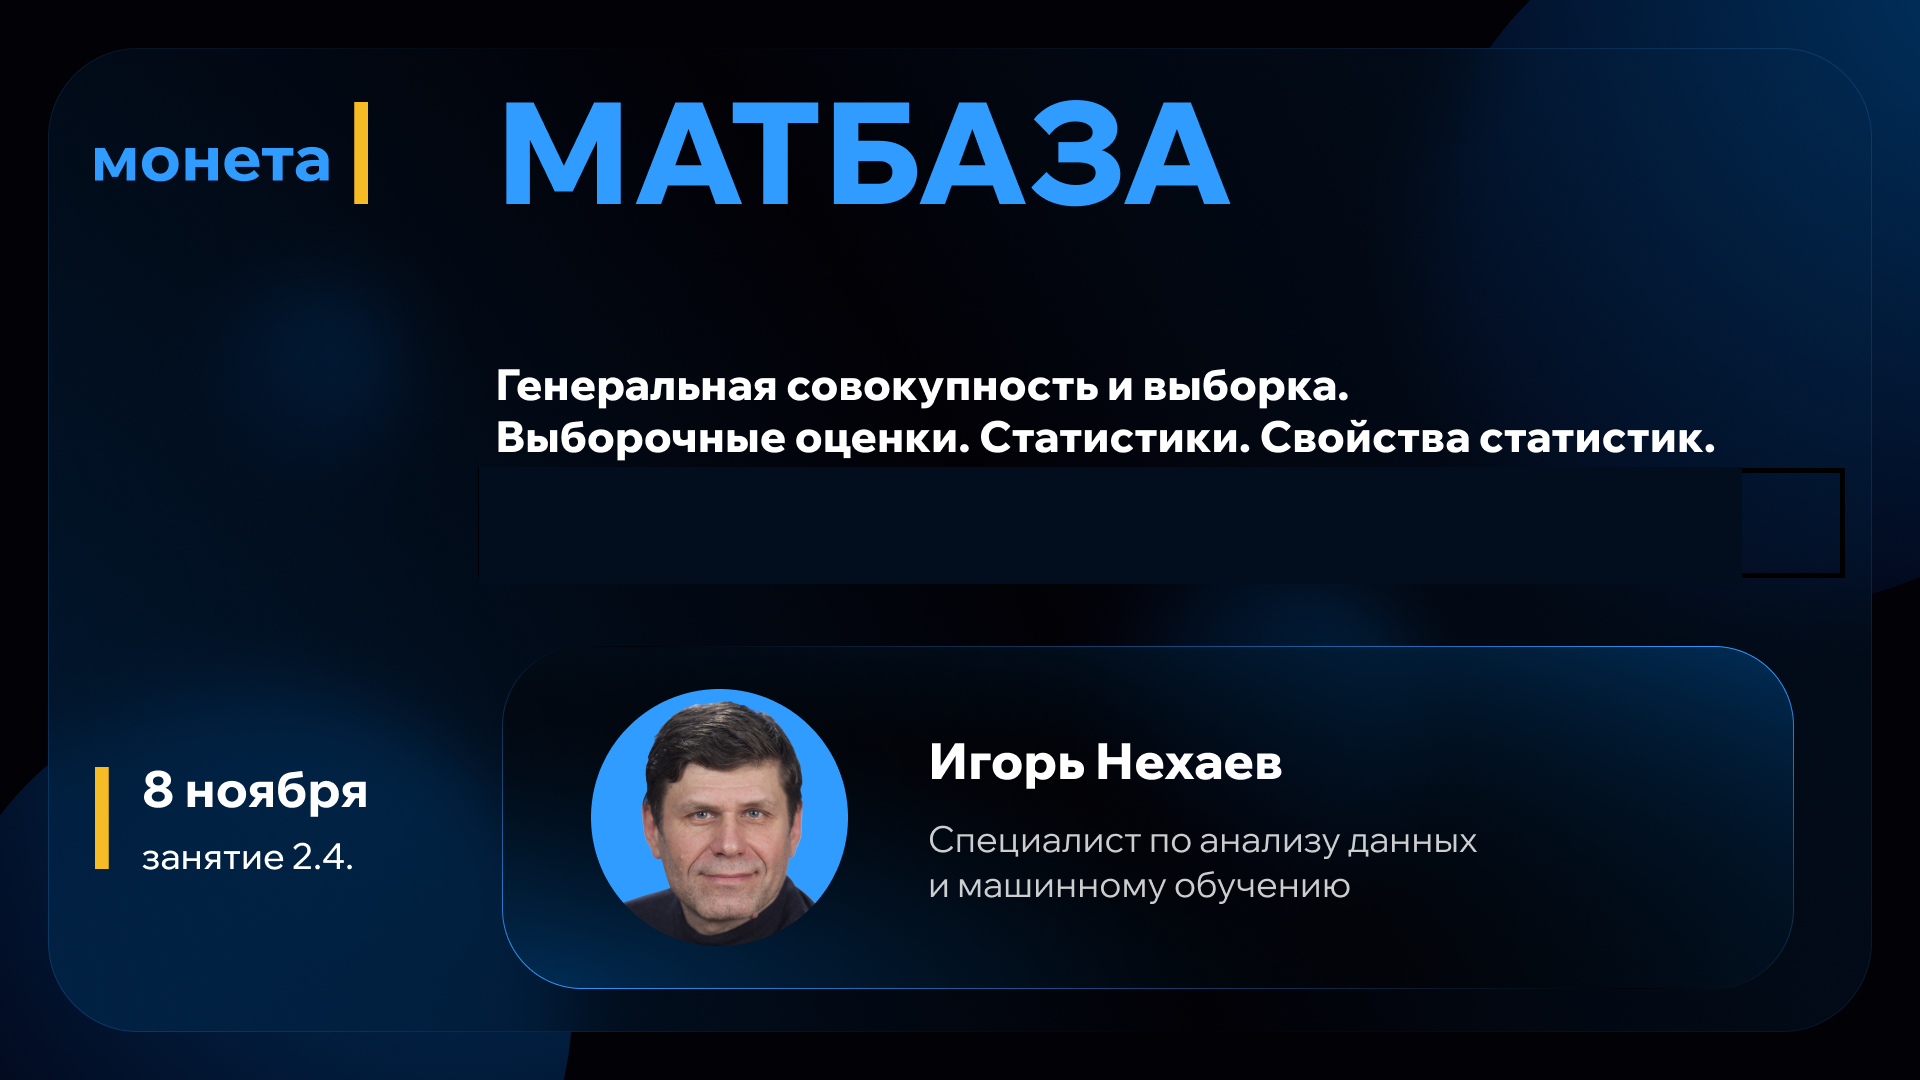 монета
МАТБАЗА
Генеральная совокупность и выборка.
Выборочные оценки. Статистики. Свойства статистик.
8 ноября
занятие 2.4.
Игорь Нехаев
Специалист по анализу данных
и машинному обучению